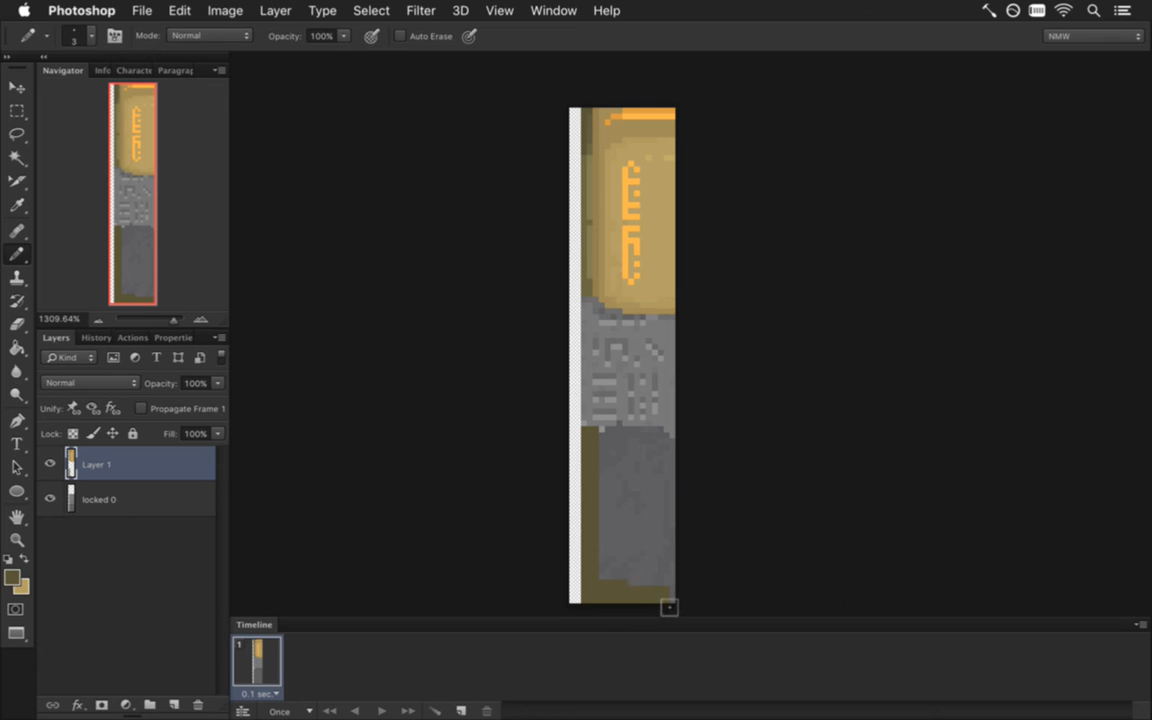 Photoshop File Edit Image Layer Type Select Filter 3D View Window Help
3 Mode: Normal Opacity: 100% Auto Erase NMW
Navigator Info Characte Paragrap
1309.64%
Layers History Actions Propertie
Kind
Normal Opacity: 100%
Unify: Propagate Frame 1
Lock: Fill: 100%
Layer 1
locked 0
Timeline
1
0.1 sec.
Once